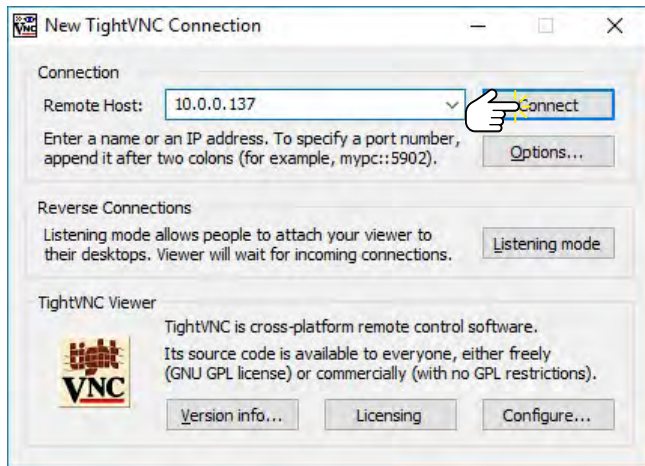 New TightVNC Connection
Connection
Remote Host: 10.0.0.137
Connect
Enter a name or an IP address. To specify a port number,
append it after two colons (for example, mypc::5902).
Options...
Reverse Connections
Listening mode allows people to attach your viewer to
their desktops. Viewer will wait for incoming connections.
Listening mode
TightVNC Viewer
tight
VNC
TightVNC is cross-platform remote control software.
Its source code is available to everyone, either freely
(GNU GPL license) or commercially (with no GPL restrictions).
Version info... Licensing Configure...